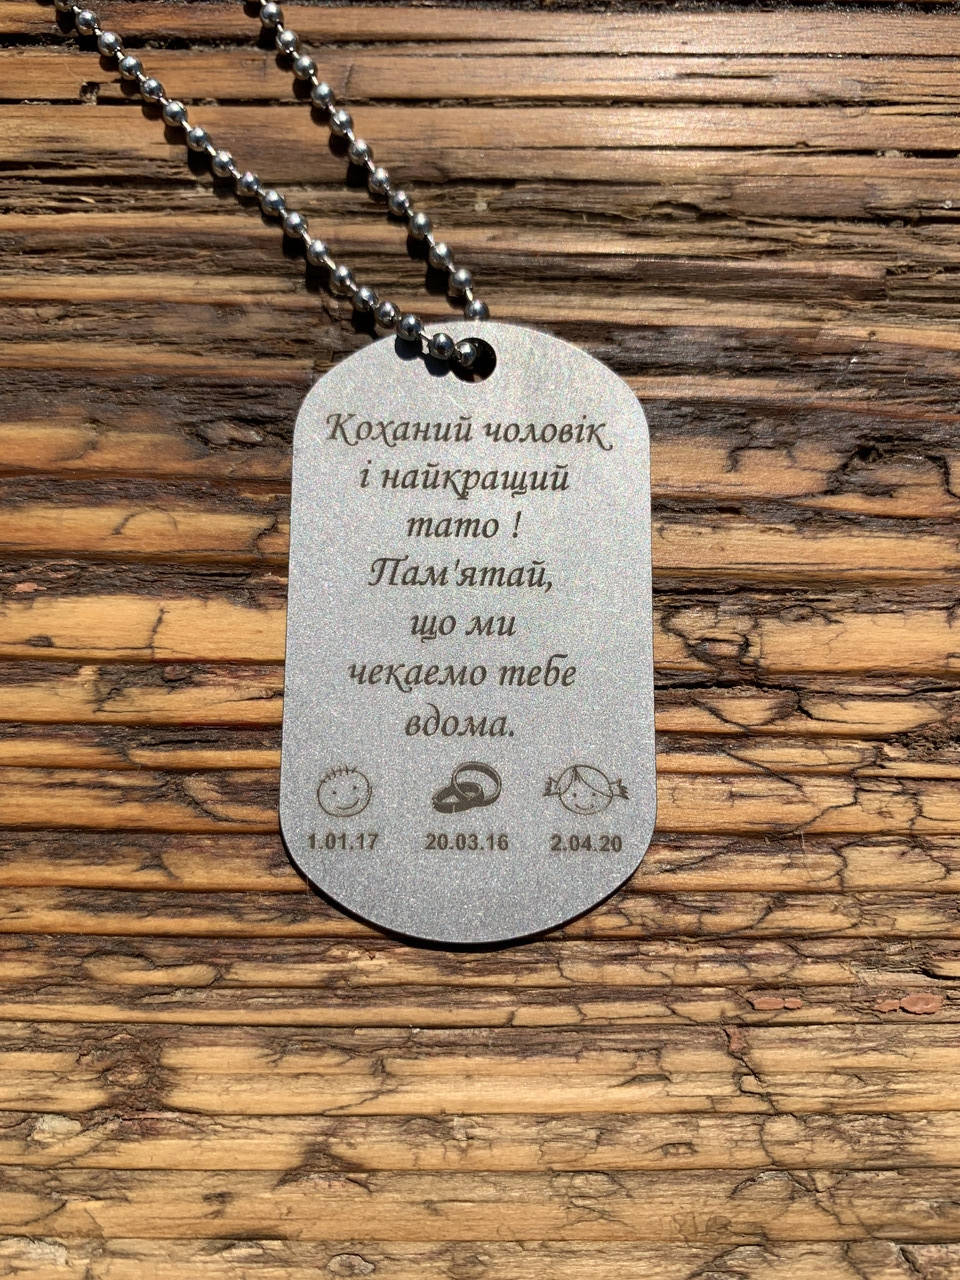 Коханий чоловік
і найкращий
тато !
Пам'ятай,
що ми
чекаемо тебе
вдома.
1.01.17 20.03.16 2.04.20